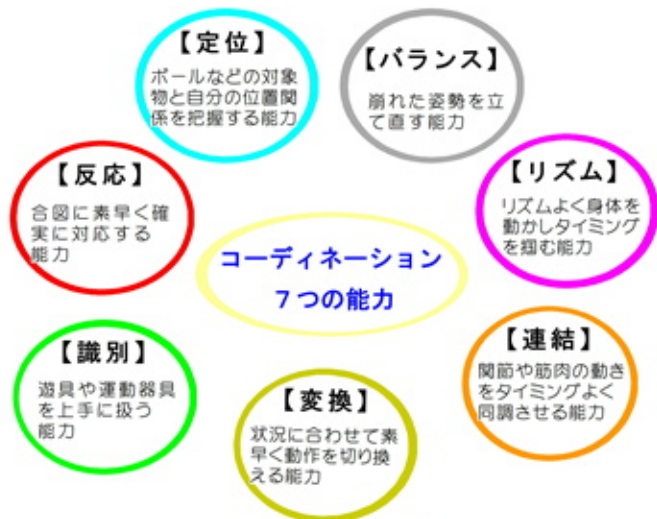 【定位】
ボールなどの対象
物と自分の位置関
係を把握する能力
【バランス】
崩れた姿勢を立
て直す能力
【反応】
合図に素早く確
実に対応する
能力
【リズム】
リズムよく身体を
動かしタイミング
を掴む能力
コーディネーション
7つの能力
【識別】
遊具や運動器具
を上手に扱う
能力
【変換】
状況に合わせて素
早く動作を切り換
える能力
【連結】
関節や筋肉の動き
をタイミングよく
同調させる能力